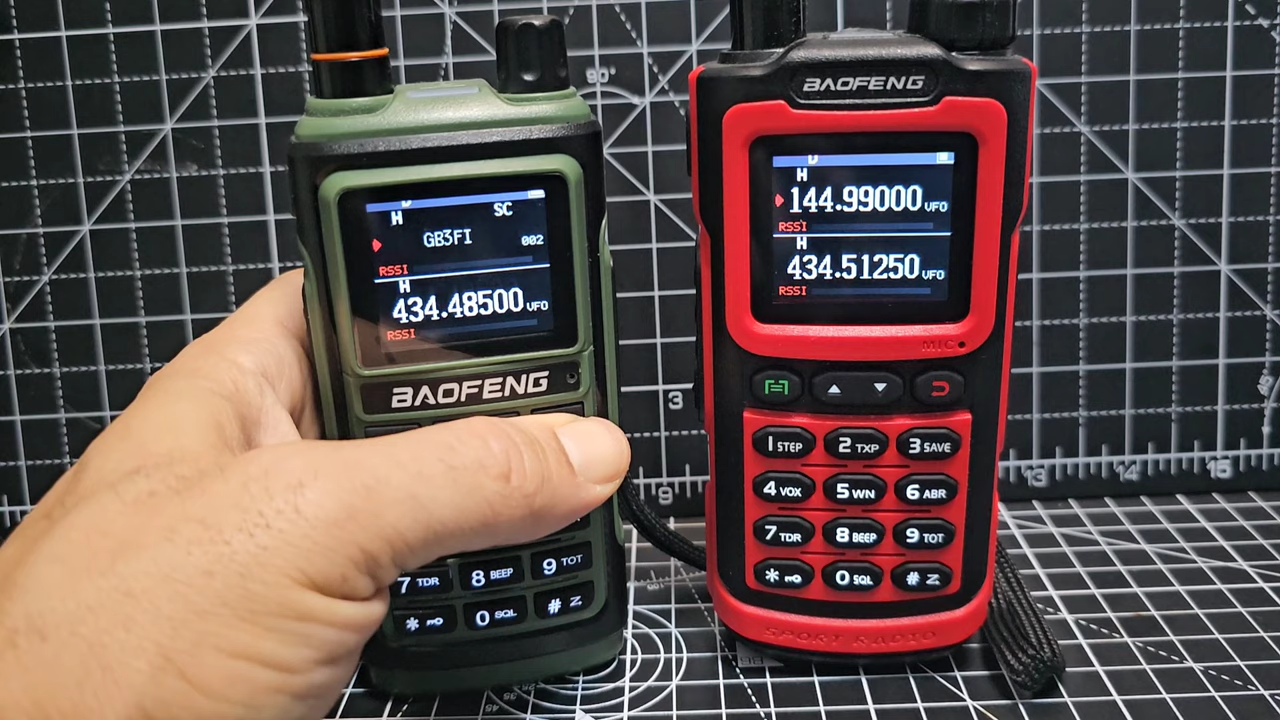 H SC
GB3FI 002
RSSI
H
434.48500 VFO
RSSI
BAOFENG
7 TDR 8 BEEP 9 TOT
* 0 SQL # Z
BAOFENG
D
H
144.99000 VFO
RSSI
H
434.51250 VFO
RSSI
MIC
1 STEP 2 TXP 3 SAVE
4 VOX 5 WN 6 ABR
7 TDR 8 BEEP 9 TOT
* 0 SQL # Z
SPORT RADIO
90°
3
9
13 14 15